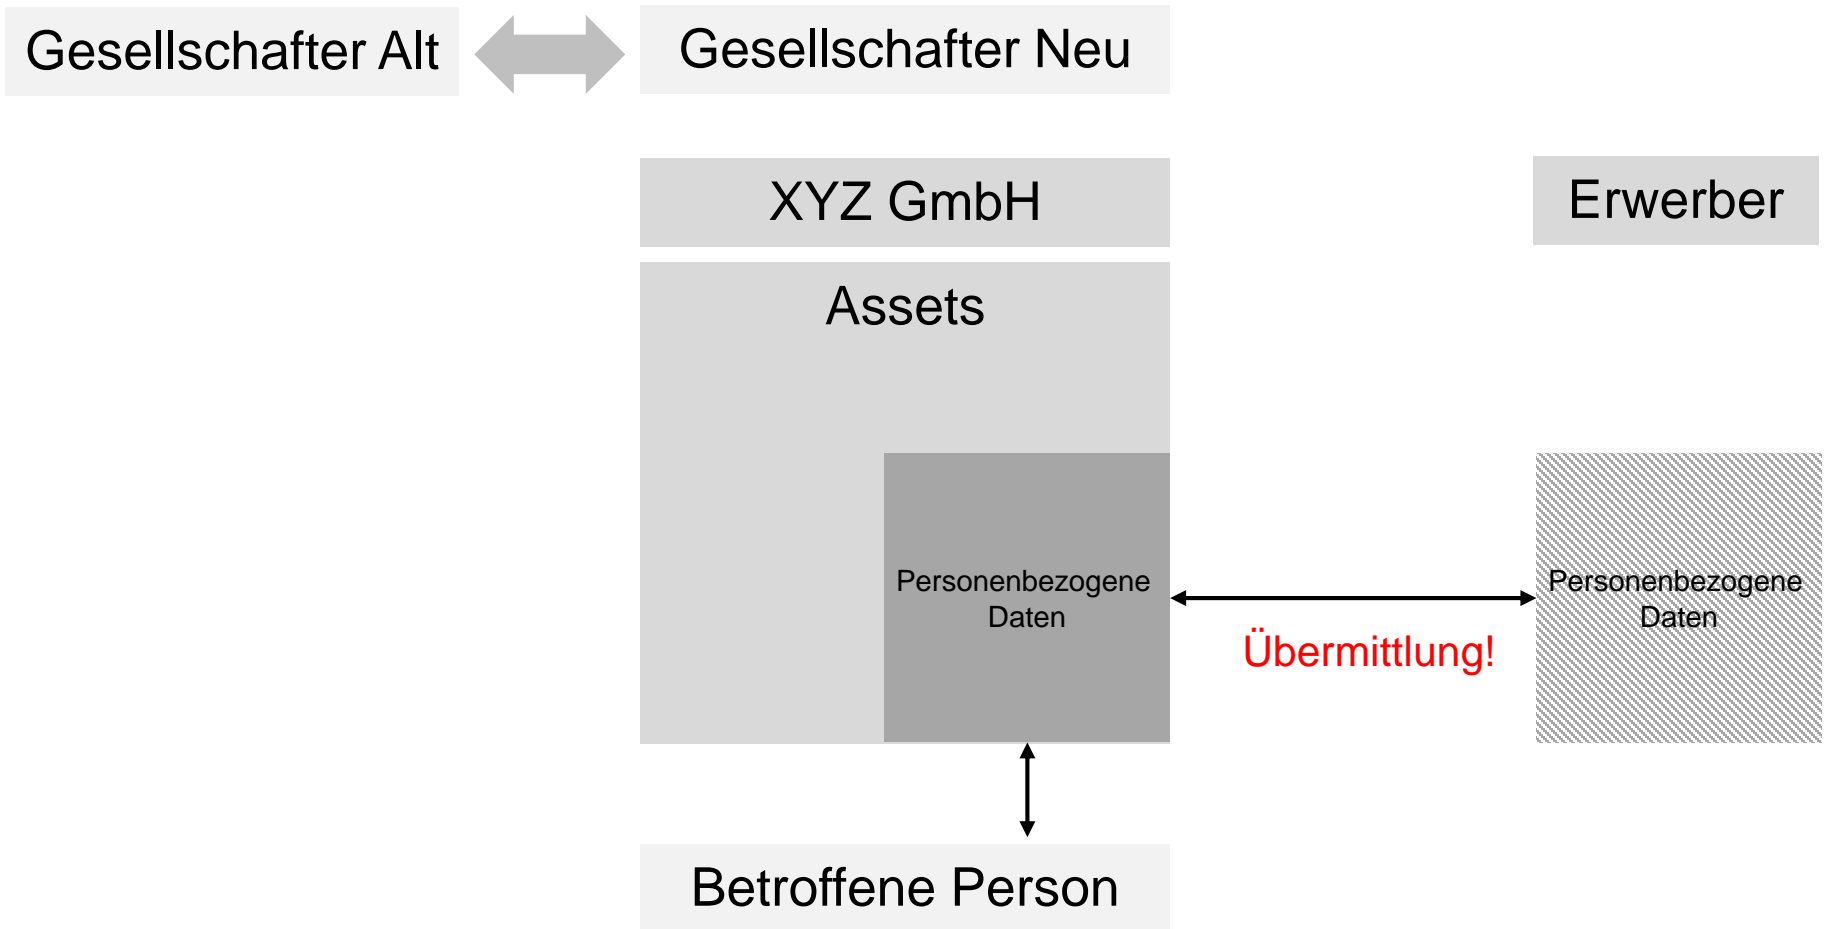 Gesellschafter Alt
Gesellschafter Neu
XYZ GmbH
Erwerber
Assets
Personenbezogene
Daten
Übermittlung!
Personenbezogene
Daten
Betroffene Person